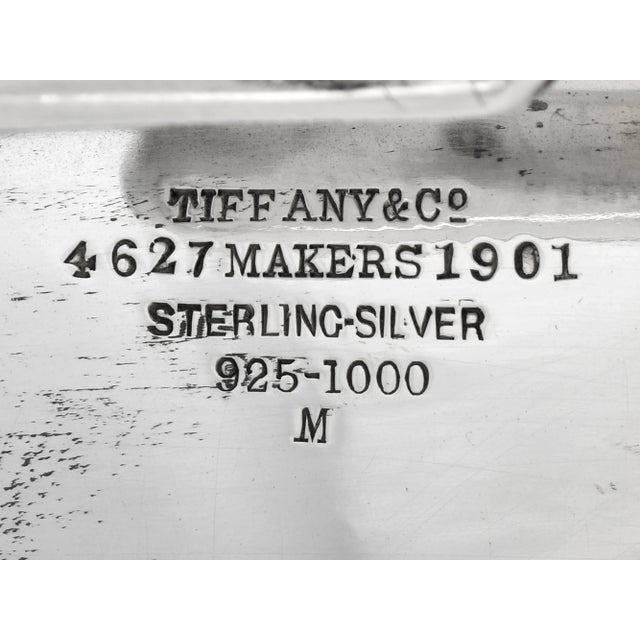 TIFFANY & Cº
4627 MAKERS 1901
STERLING-SILVER
925-1000
M